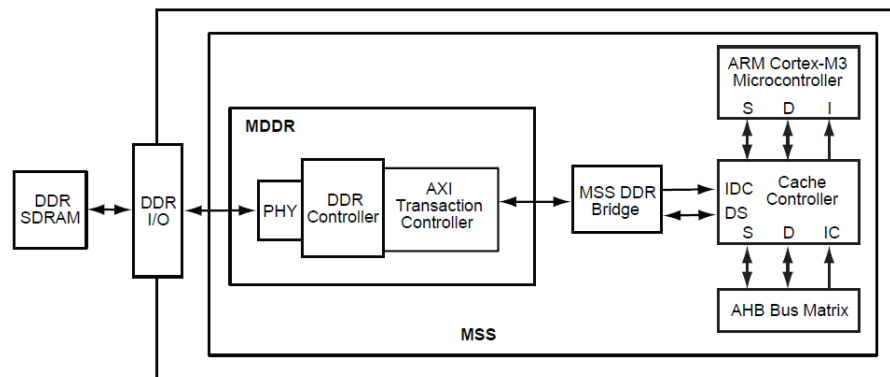 ARM Cortex-M3
Microcontroller
S D I
MDDR
DDR
SDRAM
DDR
I/O
PHY
DDR
Controller
AXI
Transaction
Controller
MSS DDR
Bridge
IDC
DS
Cache
Controller
S D IC
AHB Bus Matrix
MSS